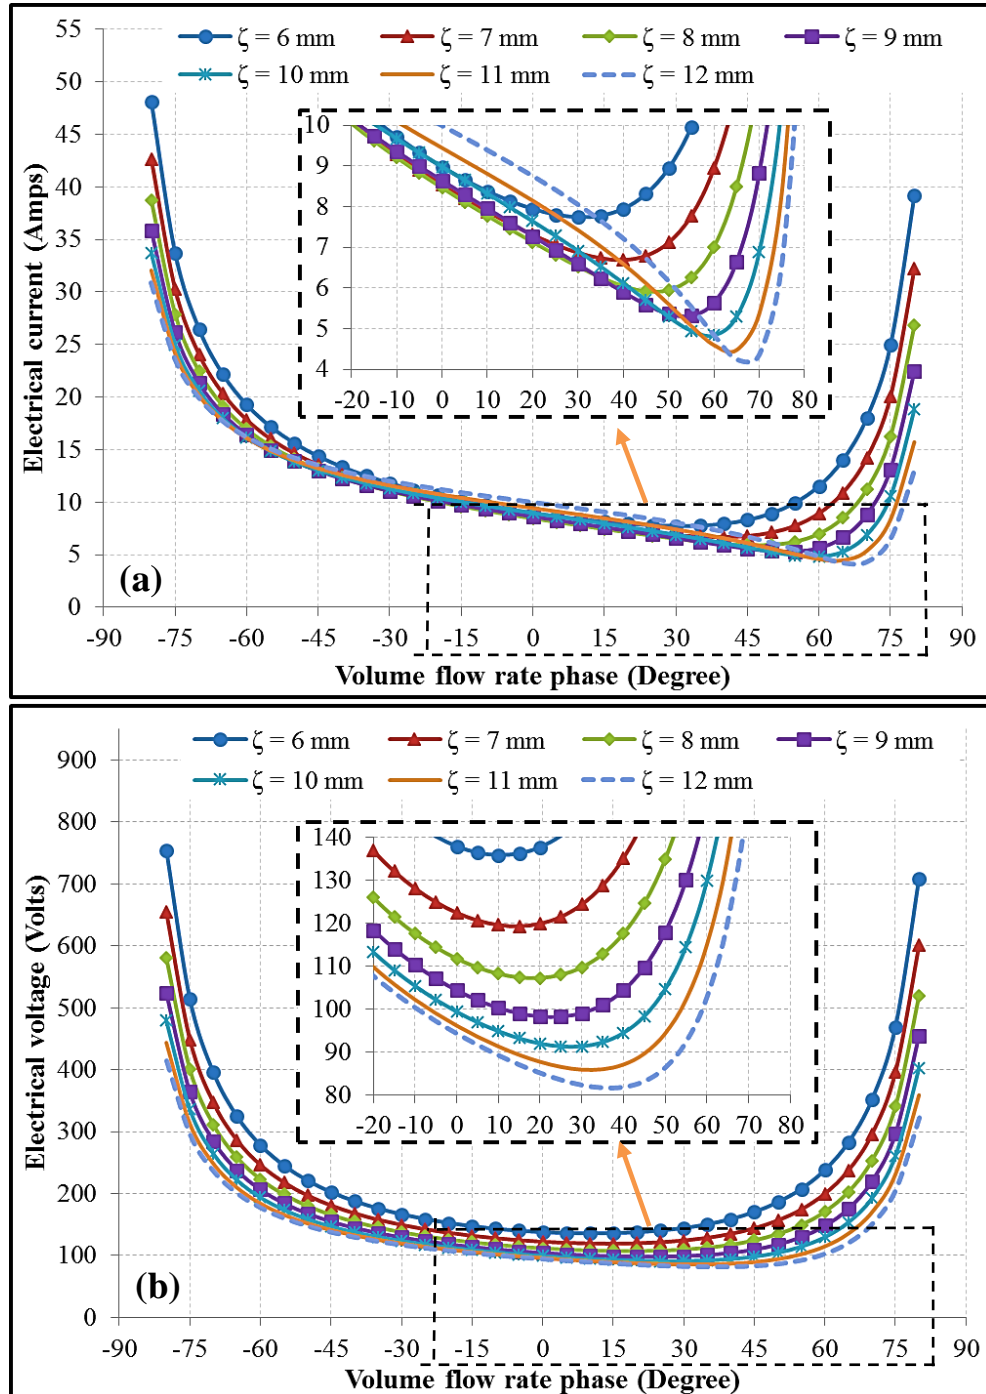 ζ = 6 mm ζ = 7 mm ζ = 8 mm ζ = 9 mm
ζ = 10 mm ζ = 11 mm ζ = 12 mm
Electrical current (Amps)
55
50
45
40
35
30
25
20
15
10
5
0
-90 -75 -60 -45 -30 -15 0 15 30 45 60 75 90
10
9
8
7
6
5
4
-20 -10 0 10 20 30 40 50 60 70 80
(a)
Volume flow rate phase (Degree)
ζ = 6 mm ζ = 7 mm ζ = 8 mm ζ = 9 mm
ζ = 10 mm ζ = 11 mm ζ = 12 mm
Electrical voltage (Volts)
900
800
700
600
500
400
300
200
100
0
-90 -75 -60 -45 -30 -15 0 15 30 45 60 75 90
140
130
120
110
100
90
80
-20 -10 0 10 20 30 40 50 60 70 80
(b)
Volume flow rate phase (Degree)